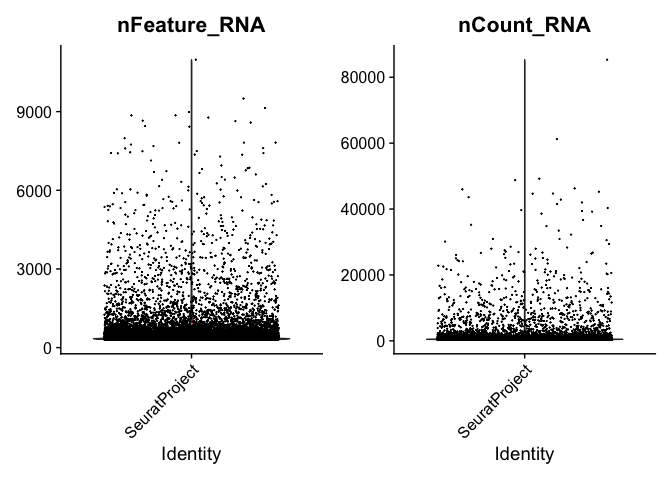 nFeature_RNA
9000
6000
3000
0
SeuratProject
Identity
nCount_RNA
80000
60000
40000
20000
0
SeuratProject
Identity